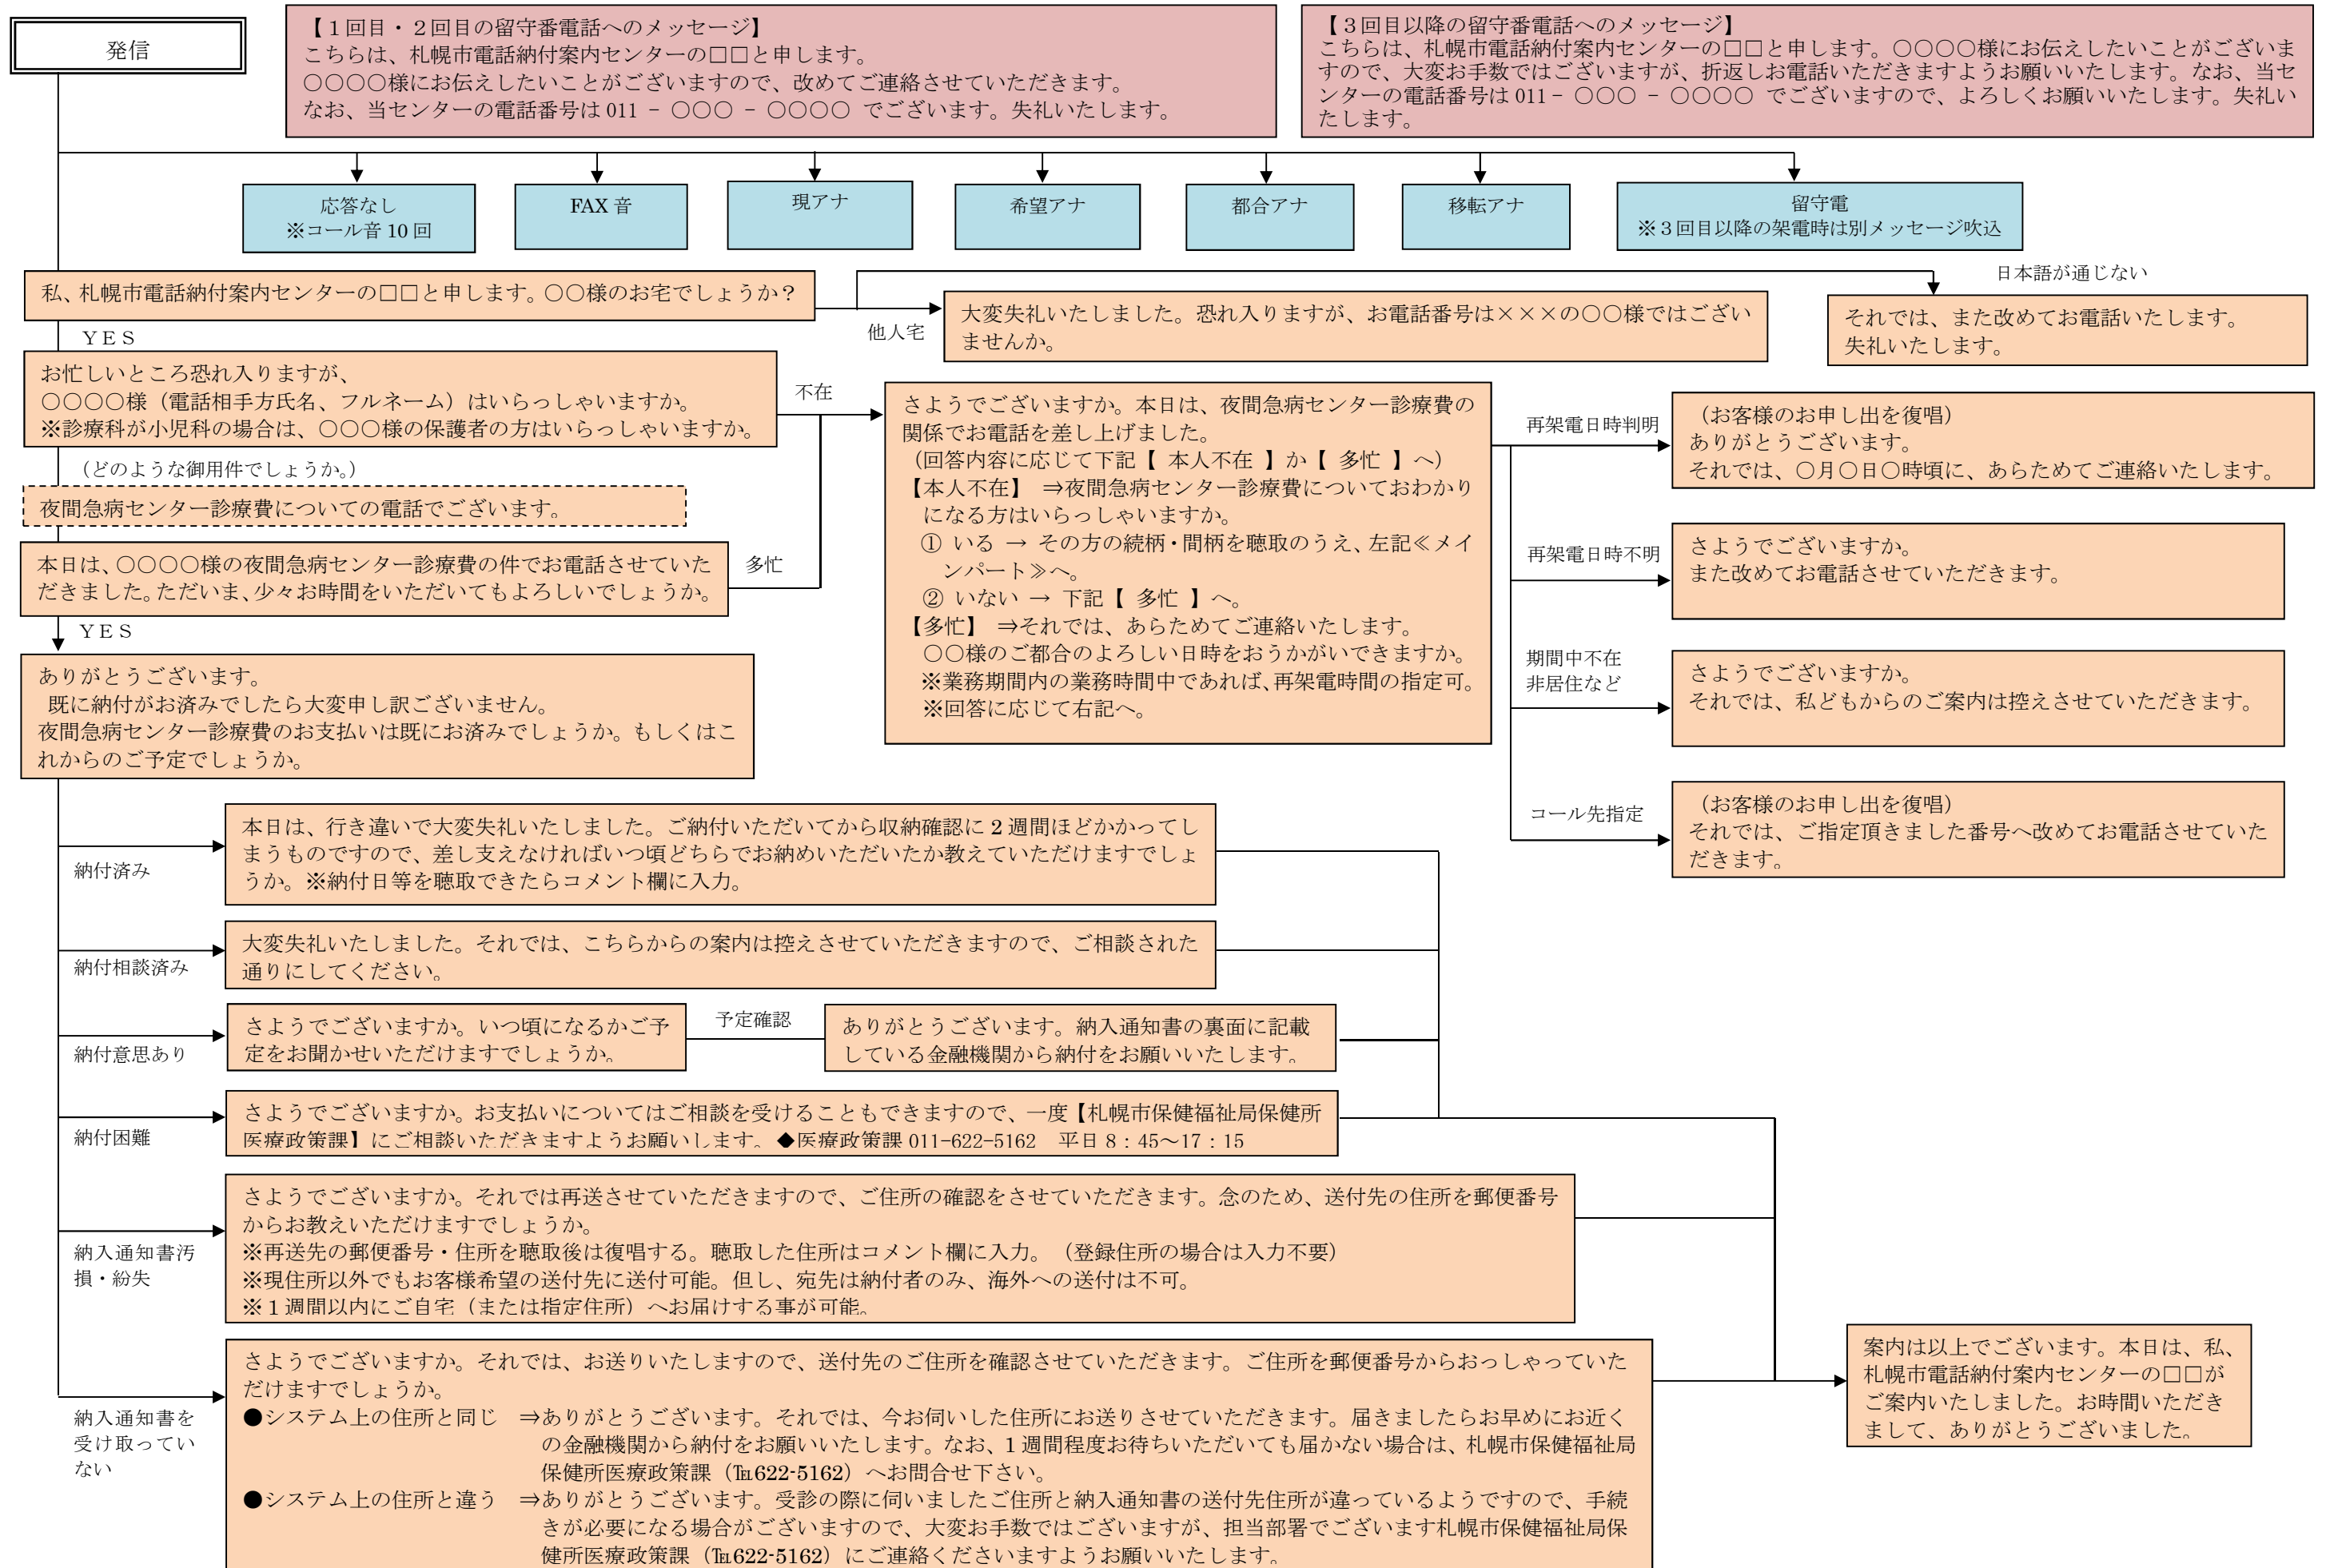 発信
【１回目・２回目の留守番電話へのメッセージ】
こちらは、札幌市電話納付案内センターの□□と申します。
○○○○様にお伝えしたいことがございますので、改めてご連絡させていただきます。
なお、当センターの電話番号は 011 － ○○○ － ○○○○ でございます。失礼いたします。
【３回目以降の留守番電話へのメッセージ】
こちらは、札幌市電話納付案内センターの□□と申します。○○○○様にお伝えしたいことがございま
すので、大変お手数ではございますが、折返しお電話いただきますようお願いいたします。なお、当セ
ンターの電話番号は 011－ ○○○ － ○○○○ でございますので、よろしくお願いいたします。失礼い
たします。
応答なし
※コール音 10 回
FAX 音
現アナ
希望アナ
都合アナ
移転アナ
留守電
※３回目以降の架電時は別メッセージ吹込
私、札幌市電話納付案内センターの□□と申します。○○様のお宅でしょうか？
他人宅
大変失礼いたしました。恐れ入りますが、お電話番号は×××の○○様ではござい
ませんか。
日本語が通じない
それでは、また改めてお電話いたします。
失礼いたします。
ＹＥＳ
お忙しいところ恐れ入りますが、
○○○○様（電話相手方氏名、フルネーム）はいらっしゃいますか。
※診療科が小児科の場合は、○○○様の保護者の方はいらっしゃいますか。
不在
（どのような御用件でしょうか。）
夜間急病センター診療費についての電話でございます。
本日は、○○○○様の夜間急病センター診療費の件でお電話させていた
だきました。ただいま、少々お時間をいただいてもよろしいでしょうか。
多忙
ＹＥＳ
さようでございますか。本日は、夜間急病センター診療費の
関係でお電話を差し上げました。
（回答内容に応じて下記【 本人不在 】か【 多忙 】へ）
【本人不在】 ⇒夜間急病センター診療費についておわかり
になる方はいらっしゃいますか。
① いる → その方の続柄・間柄を聴取のうえ、左記≪メイ
ンパート≫へ。
② いない → 下記【 多忙 】へ。
【多忙】 ⇒それでは、あらためてご連絡いたします。
○○様のご都合のよろしい日時をおうかがいできますか。
※業務期間内の業務時間中であれば、再架電時間の指定可。
※回答に応じて右記へ。
再架電日時判明
（お客様のお申し出を復唱）
ありがとうございます。
それでは、○月○日○時頃に、あらためてご連絡いたします。
再架電日時不明
さようでございますか。
また改めてお電話させていただきます。
期間中不在
非居住など
さようでございますか。
それでは、私どもからのご案内は控えさせていただきます。
コール先指定
（お客様のお申し出を復唱）
それでは、ご指定頂きました番号へ改めてお電話させていた
だきます。
ありがとうございます。
既に納付がお済みでしたら大変申し訳ございません。
夜間急病センター診療費のお支払いは既にお済みでしょうか。もしくはこ
れからのご予定でしょうか。
納付済み
本日は、行き違いで大変失礼いたしました。ご納付いただいてから収納確認に 2 週間ほどかかってし
まうものですので、差し支えなければいつ頃どちらでお納めいただいたか教えていただけますでしょ
うか。※納付日等を聴取できたらコメント欄に入力。
納付相談済み
大変失礼いたしました。それでは、こちらからの案内は控えさせていただきますので、ご相談された
通りにしてください。
納付意思あり
さようでございますか。いつ頃になるかご予
定をお聞かせいただけますでしょうか。
予定確認
ありがとうございます。納入通知書の裏面に記載
している金融機関から納付をお願いいたします。
納付困難
さようでございますか。お支払いについてはご相談を受けることもできますので、一度【札幌市保健福祉局保健所
医療政策課】にご相談いただきますようお願いします。◆医療政策課 011−622−5162　平日 8：45～17：15
納入通知書汚
損・紛失
さようでございますか。それでは再送させていただきますので、ご住所の確認をさせていただきます。念のため、送付先の住所を郵便番号
からお教えいただけますでしょうか。
※再送先の郵便番号・住所を聴取後は復唱する。聴取した住所はコメント欄に入力。（登録住所の場合は入力不要）
※現住所以外でもお客様希望の送付先に送付可能。但し、宛先は納付者のみ、海外への送付は不可。
※１週間以内にご自宅（または指定住所）へお届けする事が可能。
納入通知書を
受け取ってい
ない
さようでございますか。それでは、お送りいたしますので、送付先のご住所を確認させていただきます。ご住所を郵便番号からおっしゃっていた
だけますでしょうか。
●システム上の住所と同じ　⇒ありがとうございます。それでは、今お伺いした住所にお送りさせていただきます。届きましたらお早めにお近く
の金融機関から納付をお願いいたします。なお、1 週間程度お待ちいただいても届かない場合は、札幌市保健福祉局
保健所医療政策課（℡622-5162）へお問合せ下さい。
●システム上の住所と違う　⇒ありがとうございます。受診の際に伺いましたご住所と納入通知書の送付先住所が違っているようですので、手続
きが必要になる場合がございますので、大変お手数ではございますが、担当部署でございます札幌市保健福祉局保
健所医療政策課（℡622-5162）にご連絡くださいますようお願いいたします。
案内は以上でございます。本日は、私、
札幌市電話納付案内センターの□□が
ご案内いたしました。お時間いただき
まして、ありがとうございました。